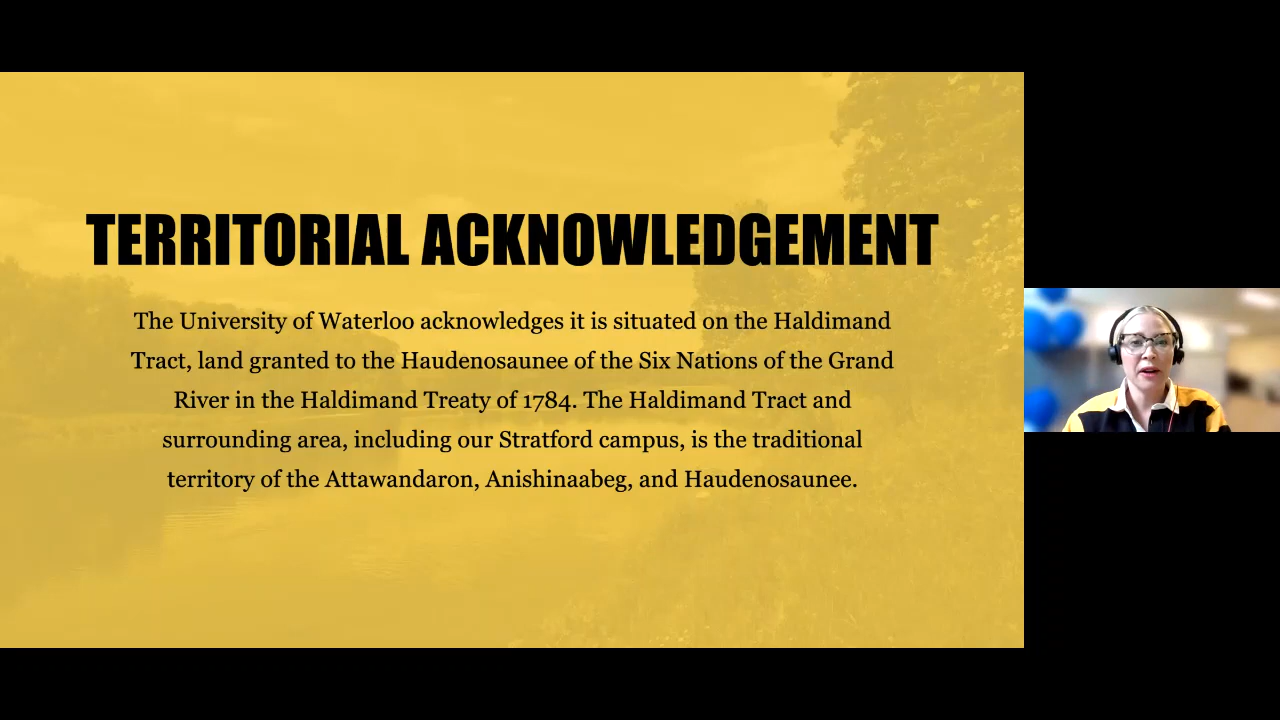 TERRITORIAL ACKNOWLEDGEMENT
The University of Waterloo acknowledges it is situated on the Haldimand
Tract, land granted to the Haudenosaunee of the Six Nations of the Grand
River in the Haldimand Treaty of 1784. The Haldimand Tract and
surrounding area, including our Stratford campus, is the traditional
territory of the Attawandaron, Anishinaabeg, and Haudenosaunee.